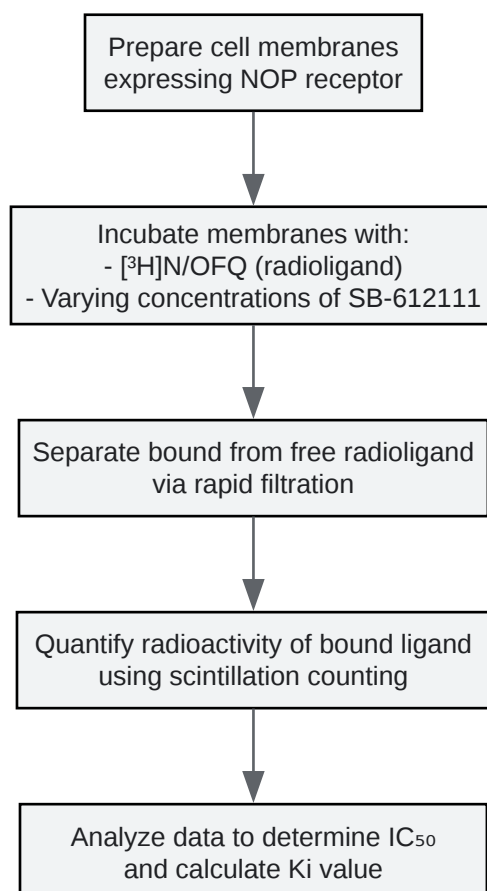 Prepare cell membranes
expressing NOP receptor
Incubate membranes with:
- [³H]N/OFQ (radioligand)
- Varying concentrations of SB-612111
Separate bound from free radioligand
via rapid filtration
Quantify radioactivity of bound ligand
using scintillation counting
Analyze data to determine IC₅₀
and calculate Ki value